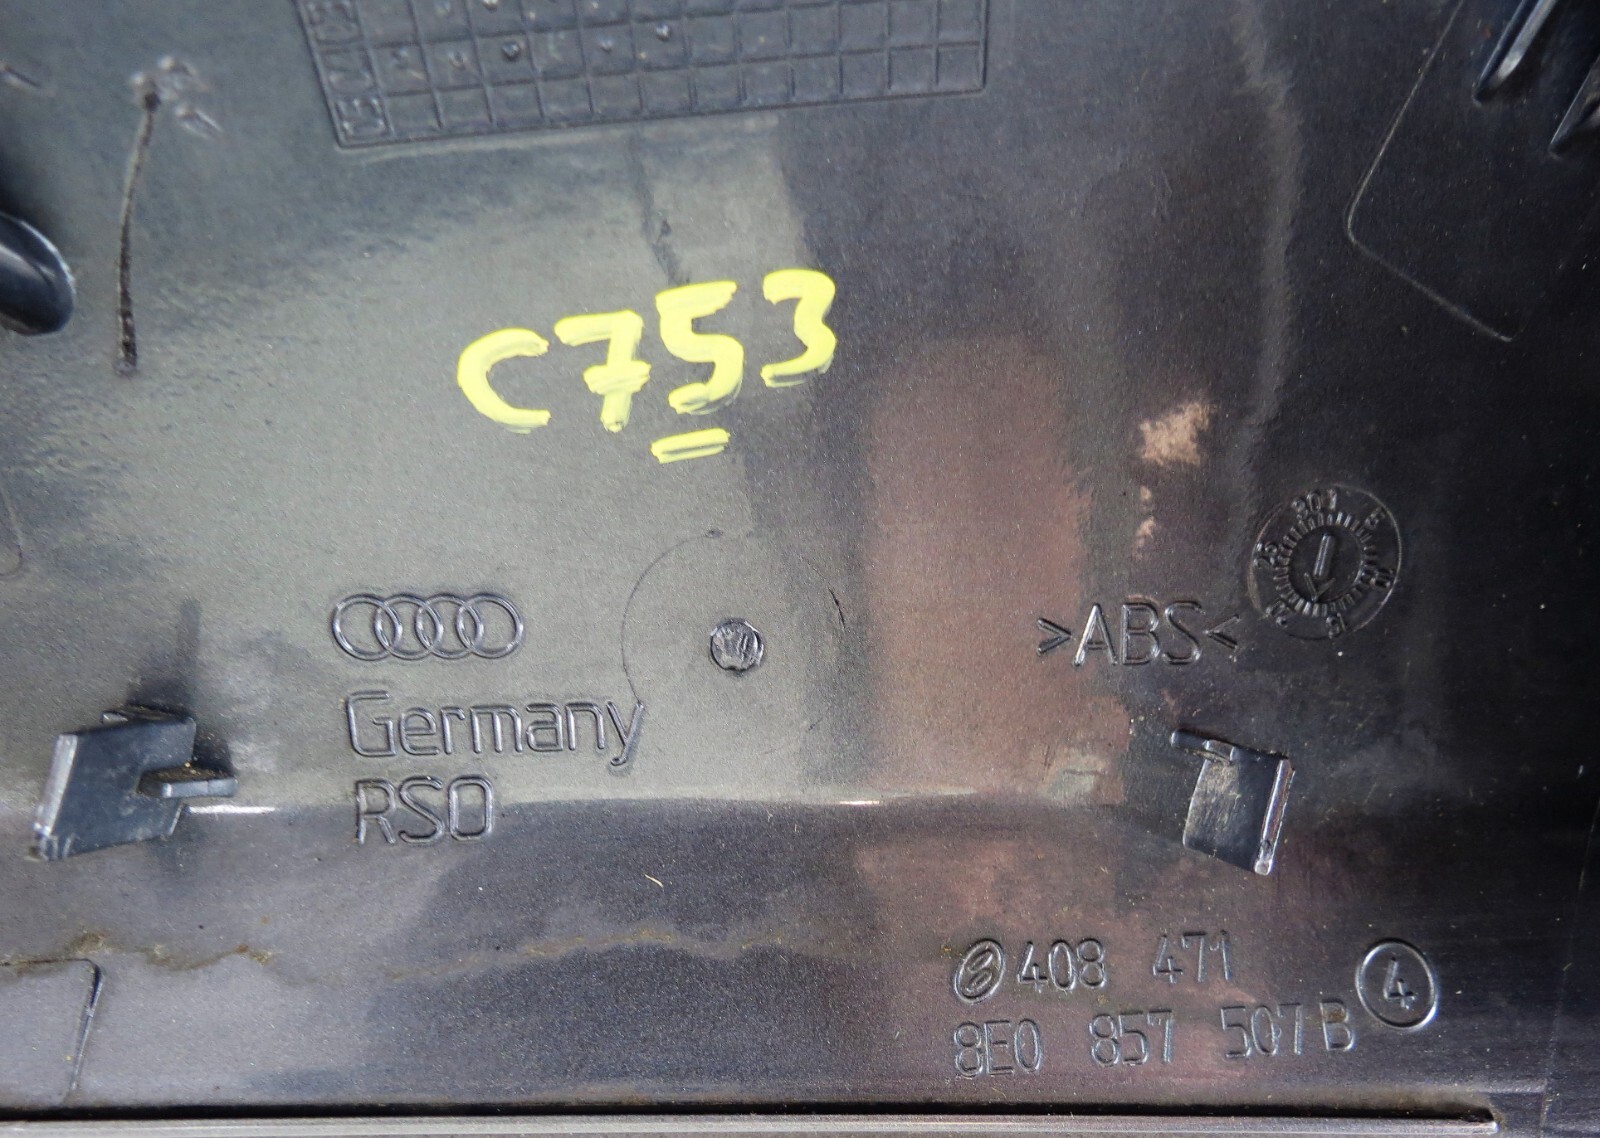 C753
Germany
RSO
>ABS<
408 471
4
8E0 857 507 B